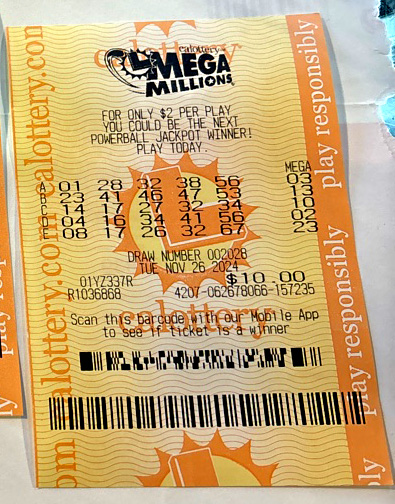 calottery
MEGA
MILLIONS
FOR ONLY $2 PER PLAY
YOU COULD BE THE NEXT
POWERBALL JACKPOT WINNER!
PLAY TODAY.
MEGA
01 28 32 38 56 03
23 41 46 47 53 13
14 17 37 32 34 10
04 16 34 41 56 02
08 17 26 32 67 23
DRAW NUMBER 002028
TUE NOV 26 2024
01YZ337R $10.00
R1036868 4207-062678066-157235
Scan this barcode with our Mobile App
to see if ticket is a winner
calottery
calottery.com
calottery.com
play responsibly
play responsibly